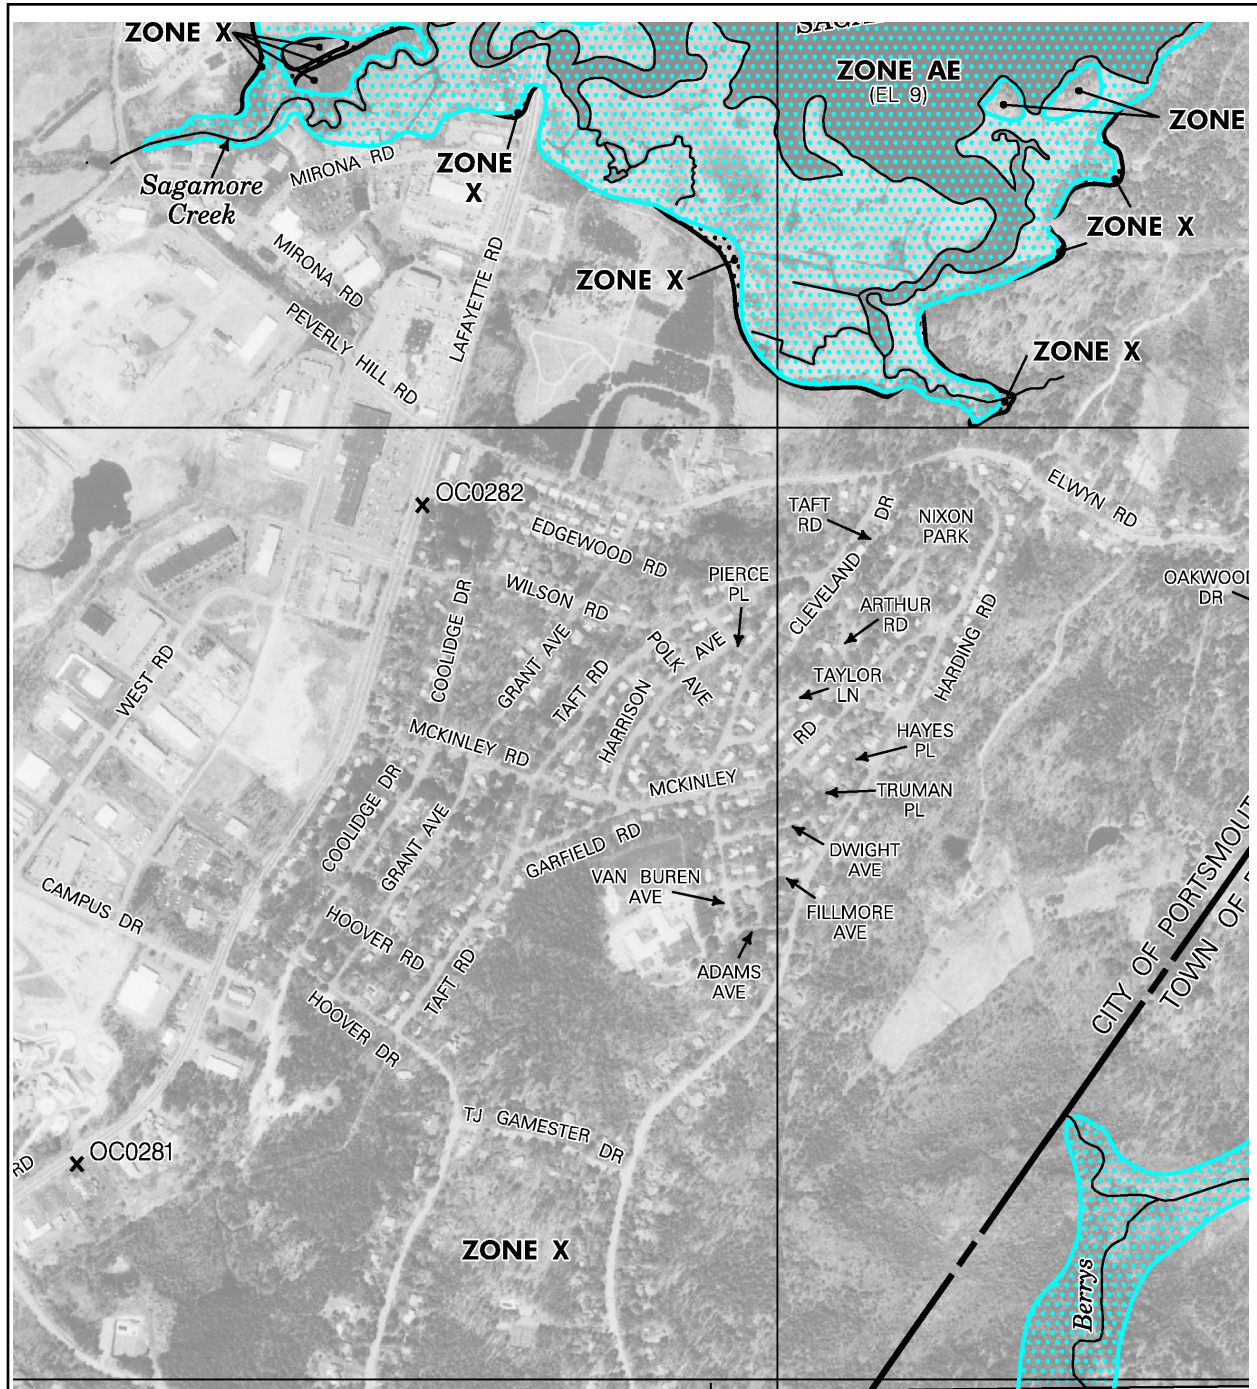 ZONE X
ZONE AE
(EL 9)
ZONE
Sagamore
Creek
MIRONA RD
ZONE
X
ZONE X
MIRONA
RD
LAFAYETTE RD
ZONE X
PEVERLY HILL RD
ZONE X
OC0282
EDGEWOOD RD
TAFT
RD
CLEVELAND DR
NIXON
PARK
ELWYN RD
PIERCE
PL
OAKWOOD
DR
WILSON RD
COOLIDGE DR
GRANT AVE
TAFT RD
HARRISON AVE
POLK AVE
ARTHUR
RD
HARDING RD
WEST RD
TAYLOR
LN
MCKINLEY RD
HAYES
PL
MCKINLEY RD
TRUMAN
PL
COOLIDGE DR
GRANT AVE
GARFIELD RD
DWIGHT
AVE
VAN BUREN
AVE
FILLMORE
AVE
CAMPUS DR
HOOVER RD
TAFT RD
ADAMS
AVE
HOOVER DR
CITY OF PORTSMOUTH
TOWN OF
TJ GAMESTER DR
OC0281
RD
ZONE X
Berrys